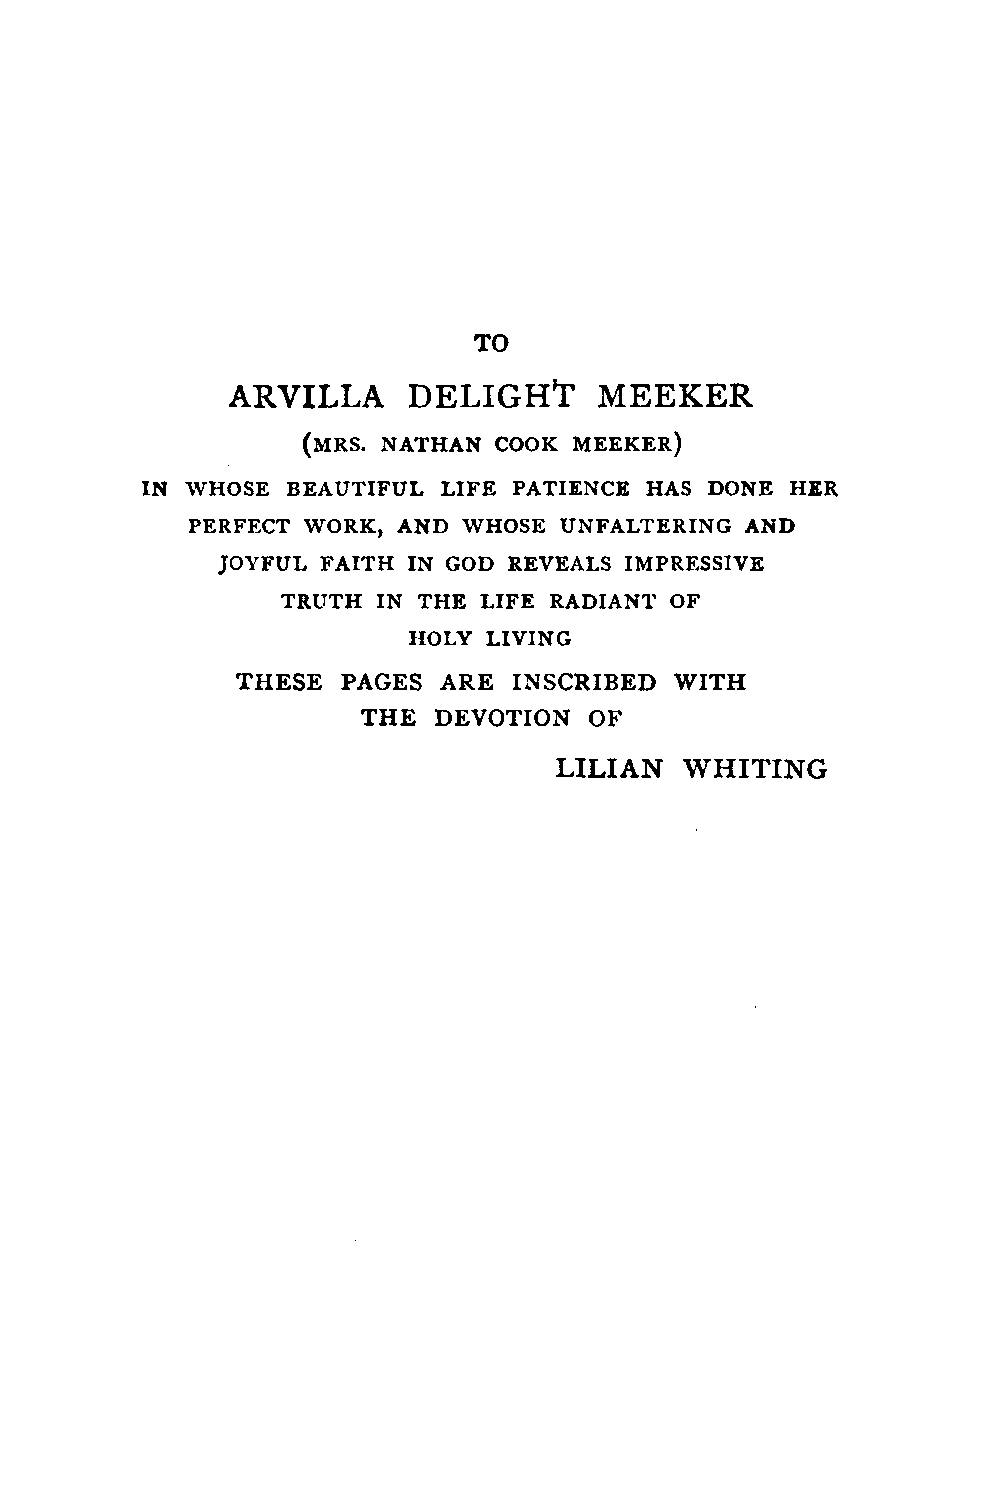 TO
ARVILLA DELIGHT MEEKER
(MRS. NATHAN COOK MEEKER)
IN WHOSE BEAUTIFUL LIFE PATIENCE HAS DONE HER
PERFECT WORK, AND WHOSE UNFALTERING AND
JOYFUL FAITH IN GOD REVEALS IMPRESSIVE
TRUTH IN THE LIFE RADIANT OF
HOLY LIVING
THESE PAGES ARE INSCRIBED WITH
THE DEVOTION OF
LILIAN WHITING